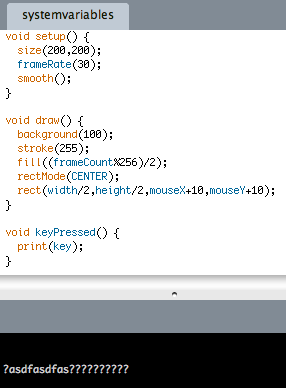 systemvariables
void setup() {
  size(200,200);
  frameRate(30);
  smooth();
}

void draw() {
  background(100);
  stroke(255);
  fill((frameCount%256)/2);
  rectMode(CENTER);
  rect(width/2,height/2,mouseX+10,mouseY+10);
}

void keyPressed() {
  print(key);
}
?asdfasdfas??????????